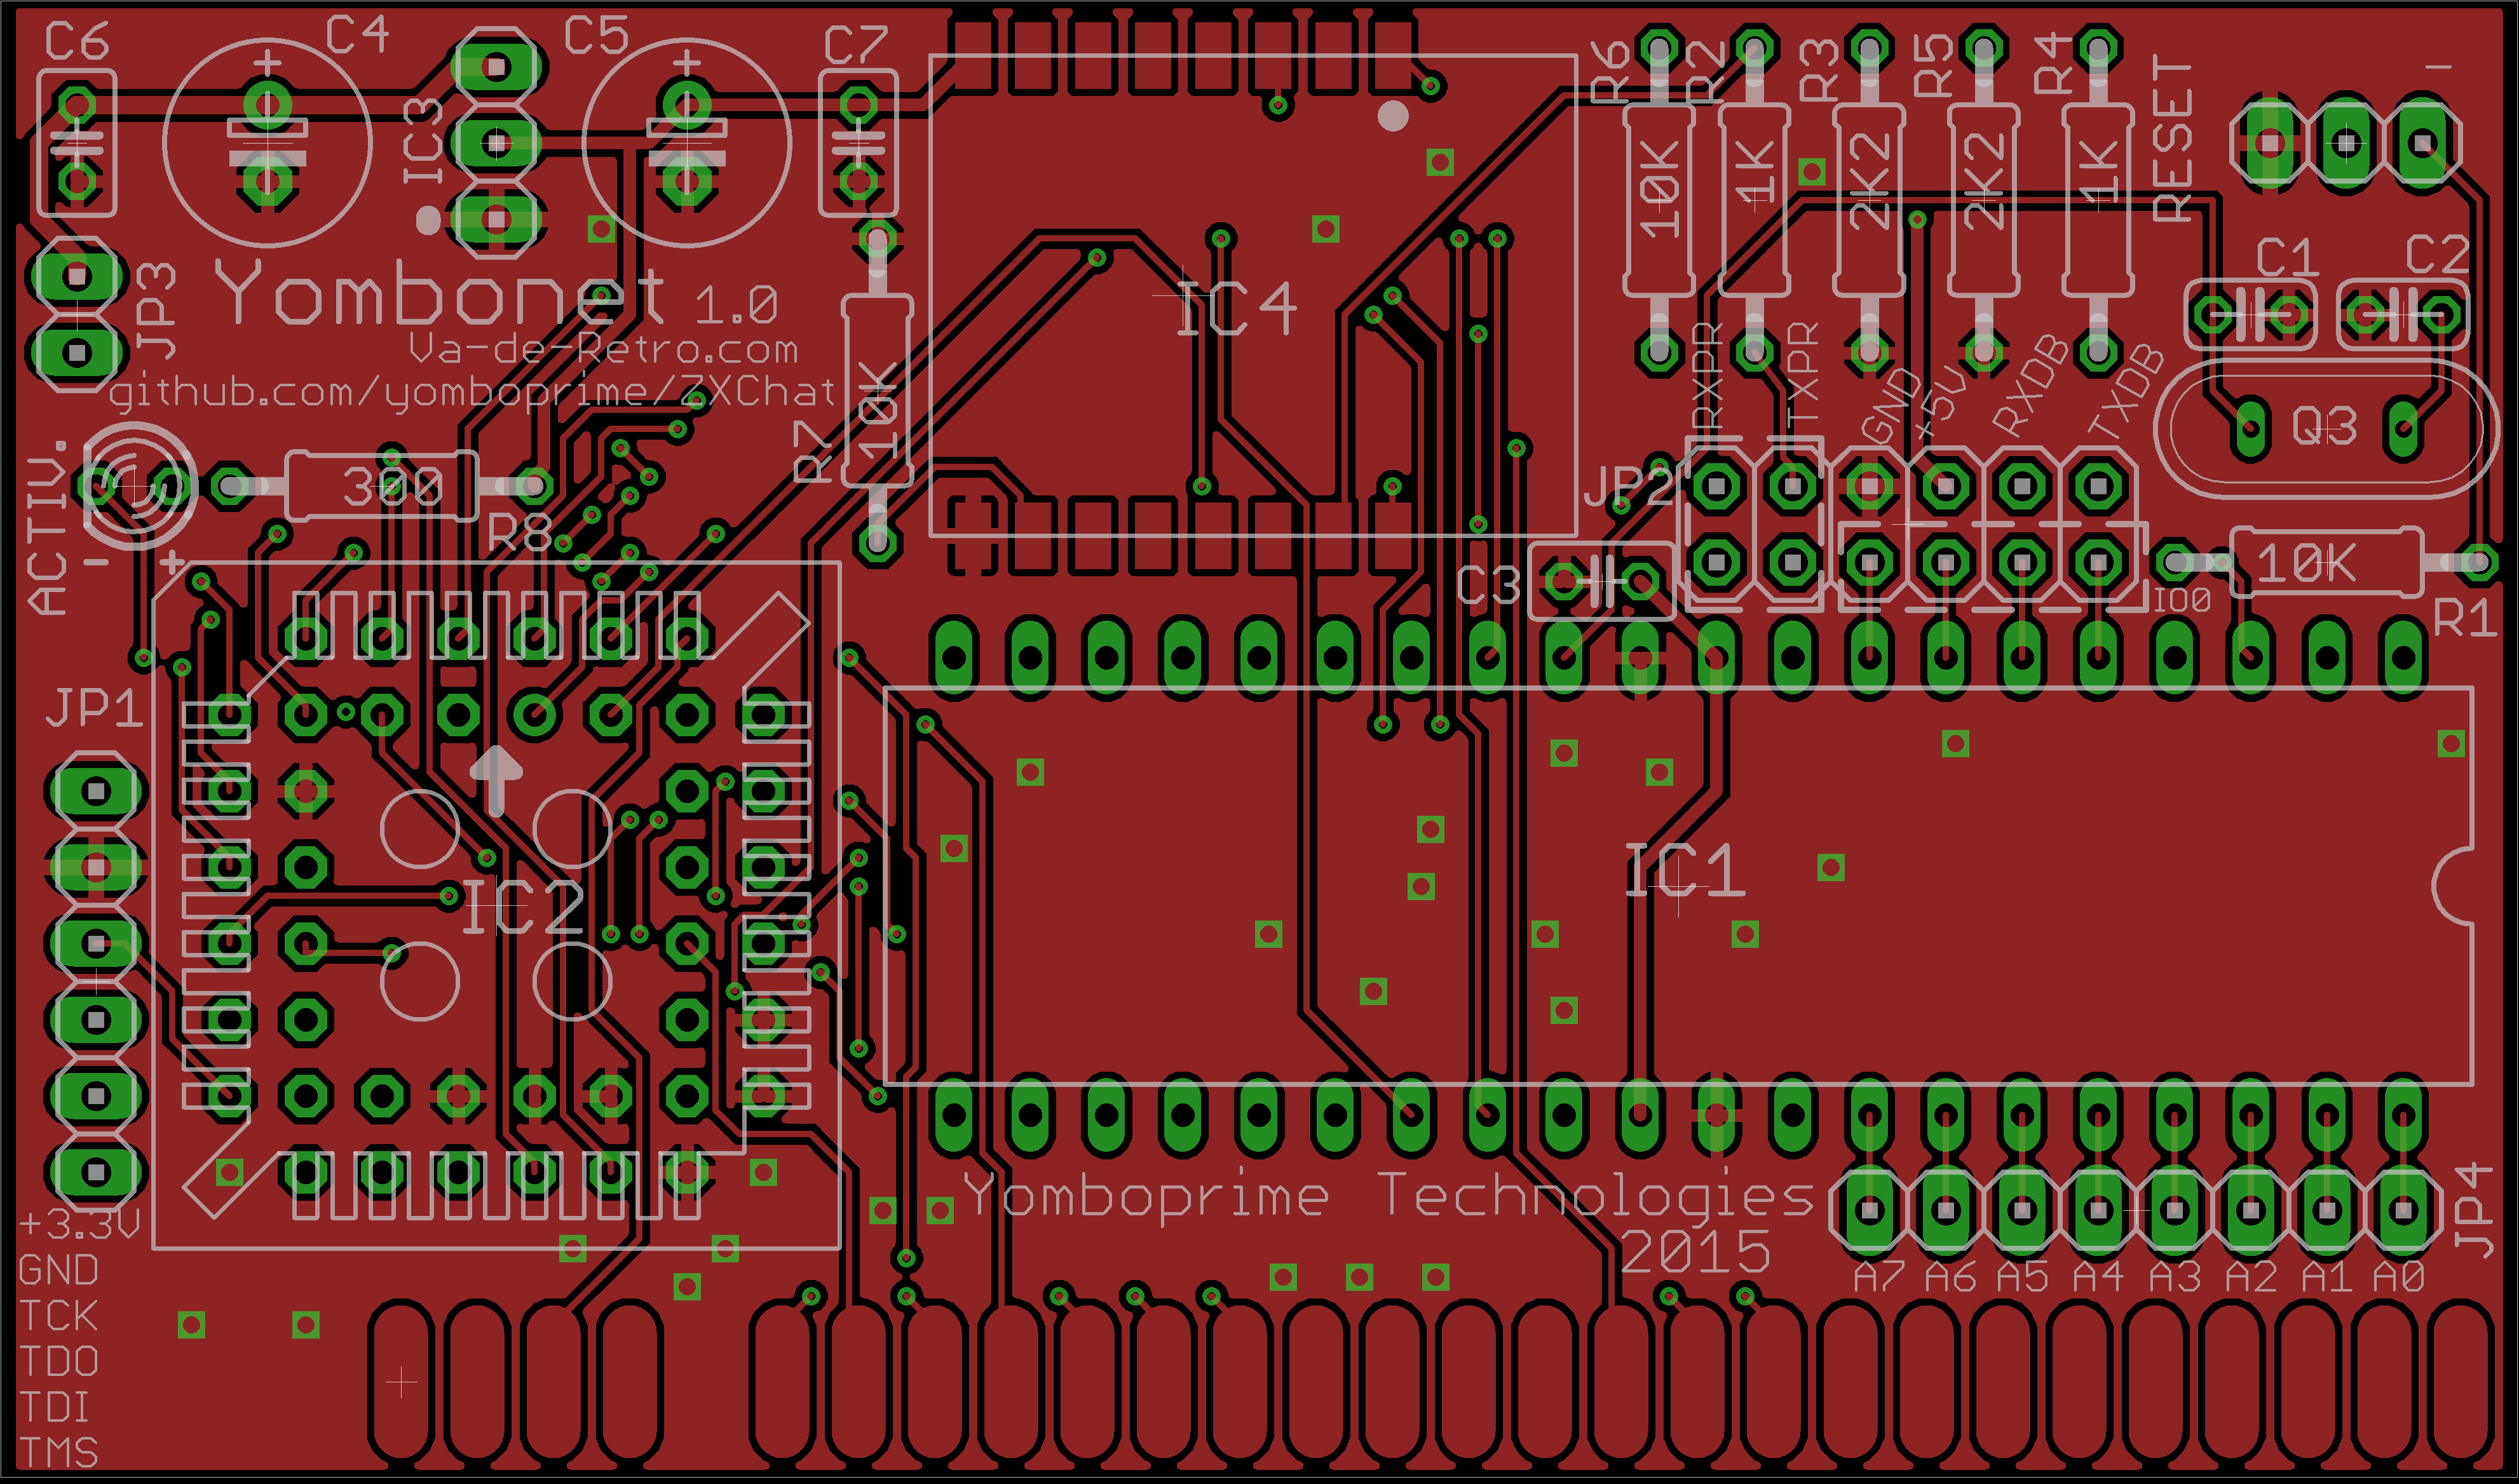 C6
C4
C5
C7
IC3
JP3
Yombonet 1.0
Va-de-Retro.com
github.com/yomboprime/ZXChat
R7
10K
IC4
R6
10K
R2
1K
R3
2K2
R5
2K2
R4
1K
RESET
1
C1
C2
Q3
RXPR
TXPR
GND
+5V
RXDB
TXDB
JP2
C3
IO0
10K
R1
ACTIV.
- +
300
R8
JP1
IC2
IC1
+3.3V
GND
TCK
TDO
TDI
TMS
Yomboprime Technologies
2015
JP4
A7 A6 A5 A4 A3 A2 A1 A0